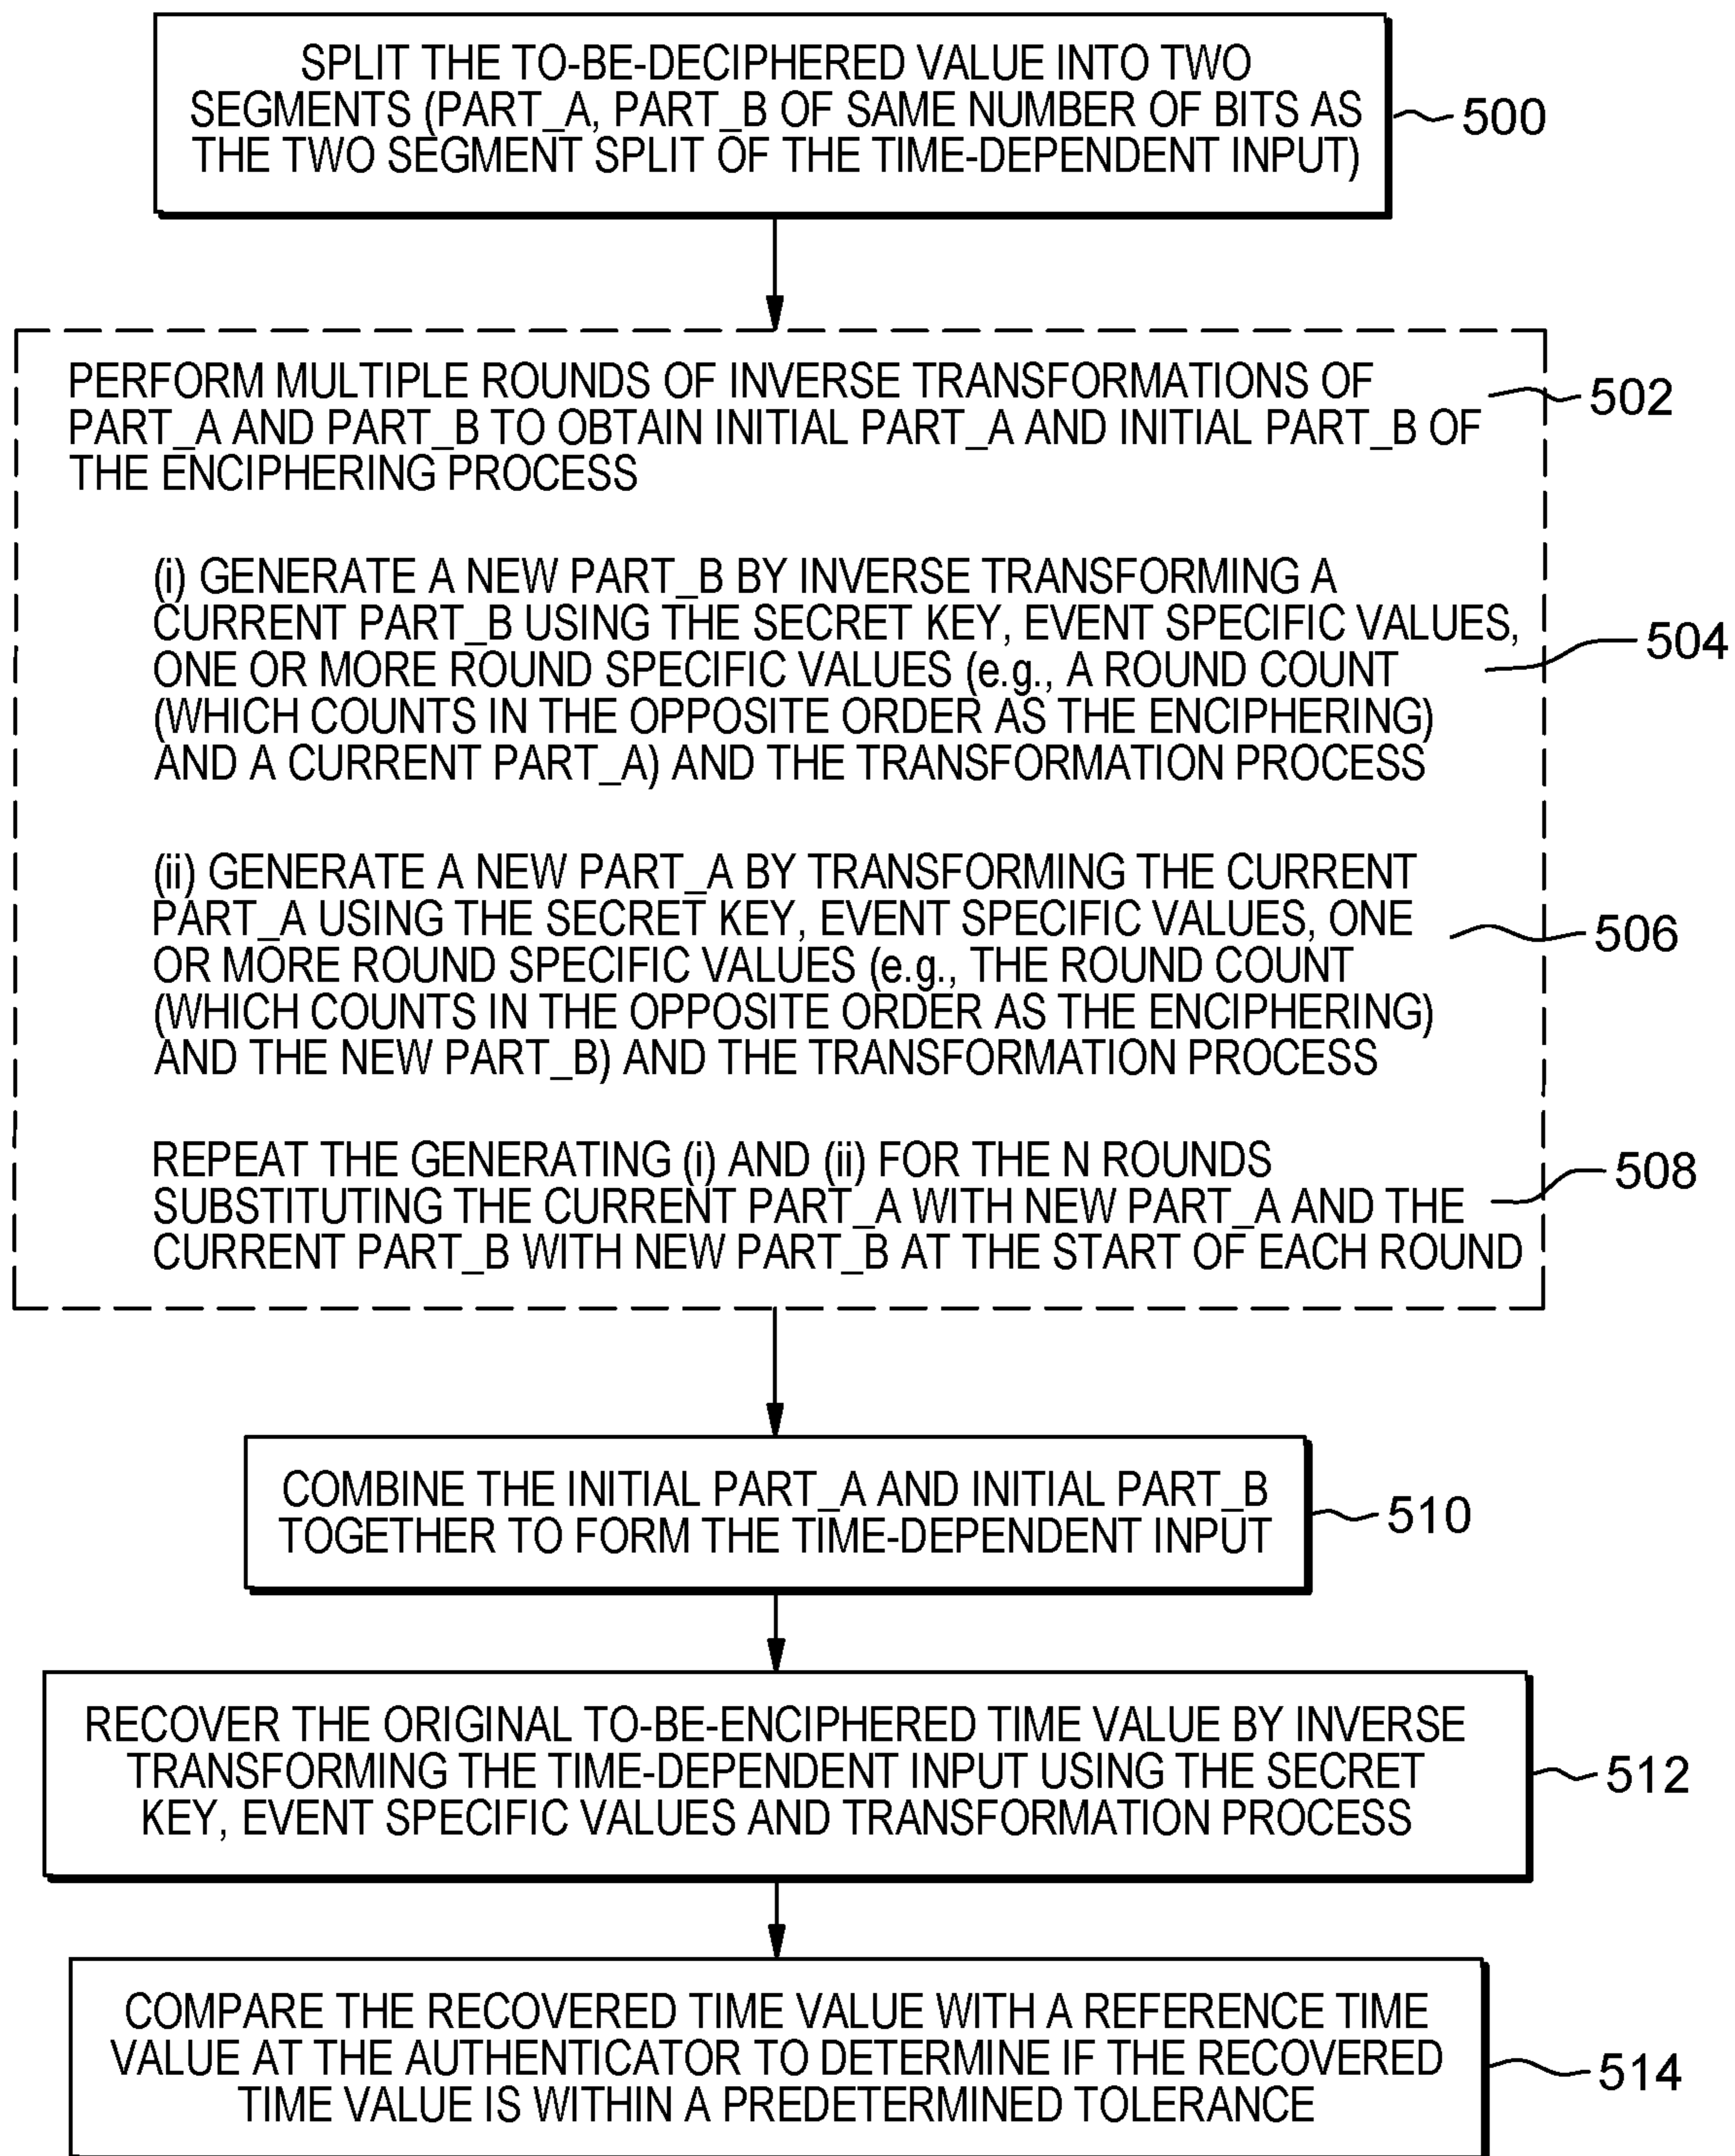 SPLIT THE TO-BE-DECIPHERED VALUE INTO TWO
SEGMENTS (PART_A, PART_B OF SAME NUMBER OF BITS AS
THE TWO SEGMENT SPLIT OF THE TIME-DEPENDENT INPUT)
500
PERFORM MULTIPLE ROUNDS OF INVERSE TRANSFORMATIONS OF
PART_A AND PART_B TO OBTAIN INITIAL PART_A AND INITIAL PART_B OF
THE ENCIPHERING PROCESS
502
(i) GENERATE A NEW PART_B BY INVERSE TRANSFORMING A
CURRENT PART_B USING THE SECRET KEY, EVENT SPECIFIC VALUES,
ONE OR MORE ROUND SPECIFIC VALUES (e.g., A ROUND COUNT
(WHICH COUNTS IN THE OPPOSITE ORDER AS THE ENCIPHERING)
AND A CURRENT PART_A) AND THE TRANSFORMATION PROCESS
504
(ii) GENERATE A NEW PART_A BY TRANSFORMING THE CURRENT
PART_A USING THE SECRET KEY, EVENT SPECIFIC VALUES, ONE
OR MORE ROUND SPECIFIC VALUES (e.g., THE ROUND COUNT
(WHICH COUNTS IN THE OPPOSITE ORDER AS THE ENCIPHERING)
AND THE NEW PART_B) AND THE TRANSFORMATION PROCESS
506
REPEAT THE GENERATING (i) AND (ii) FOR THE N ROUNDS
SUBSTITUTING THE CURRENT PART_A WITH NEW PART_A AND THE
CURRENT PART_B WITH NEW PART_B AT THE START OF EACH ROUND
508
COMBINE THE INITIAL PART_A AND INITIAL PART_B
TOGETHER TO FORM THE TIME-DEPENDENT INPUT
510
RECOVER THE ORIGINAL TO-BE-ENCIPHERED TIME VALUE BY INVERSE
TRANSFORMING THE TIME-DEPENDENT INPUT USING THE SECRET
KEY, EVENT SPECIFIC VALUES AND TRANSFORMATION PROCESS
512
COMPARE THE RECOVERED TIME VALUE WITH A REFERENCE TIME
VALUE AT THE AUTHENTICATOR TO DETERMINE IF THE RECOVERED
TIME VALUE IS WITHIN A PREDETERMINED TOLERANCE
514